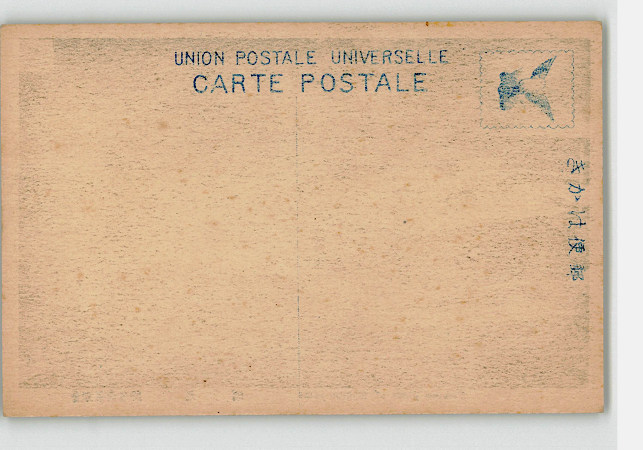 UNION POSTALE UNIVERSELLE
CARTE POSTALE
きかは便郵